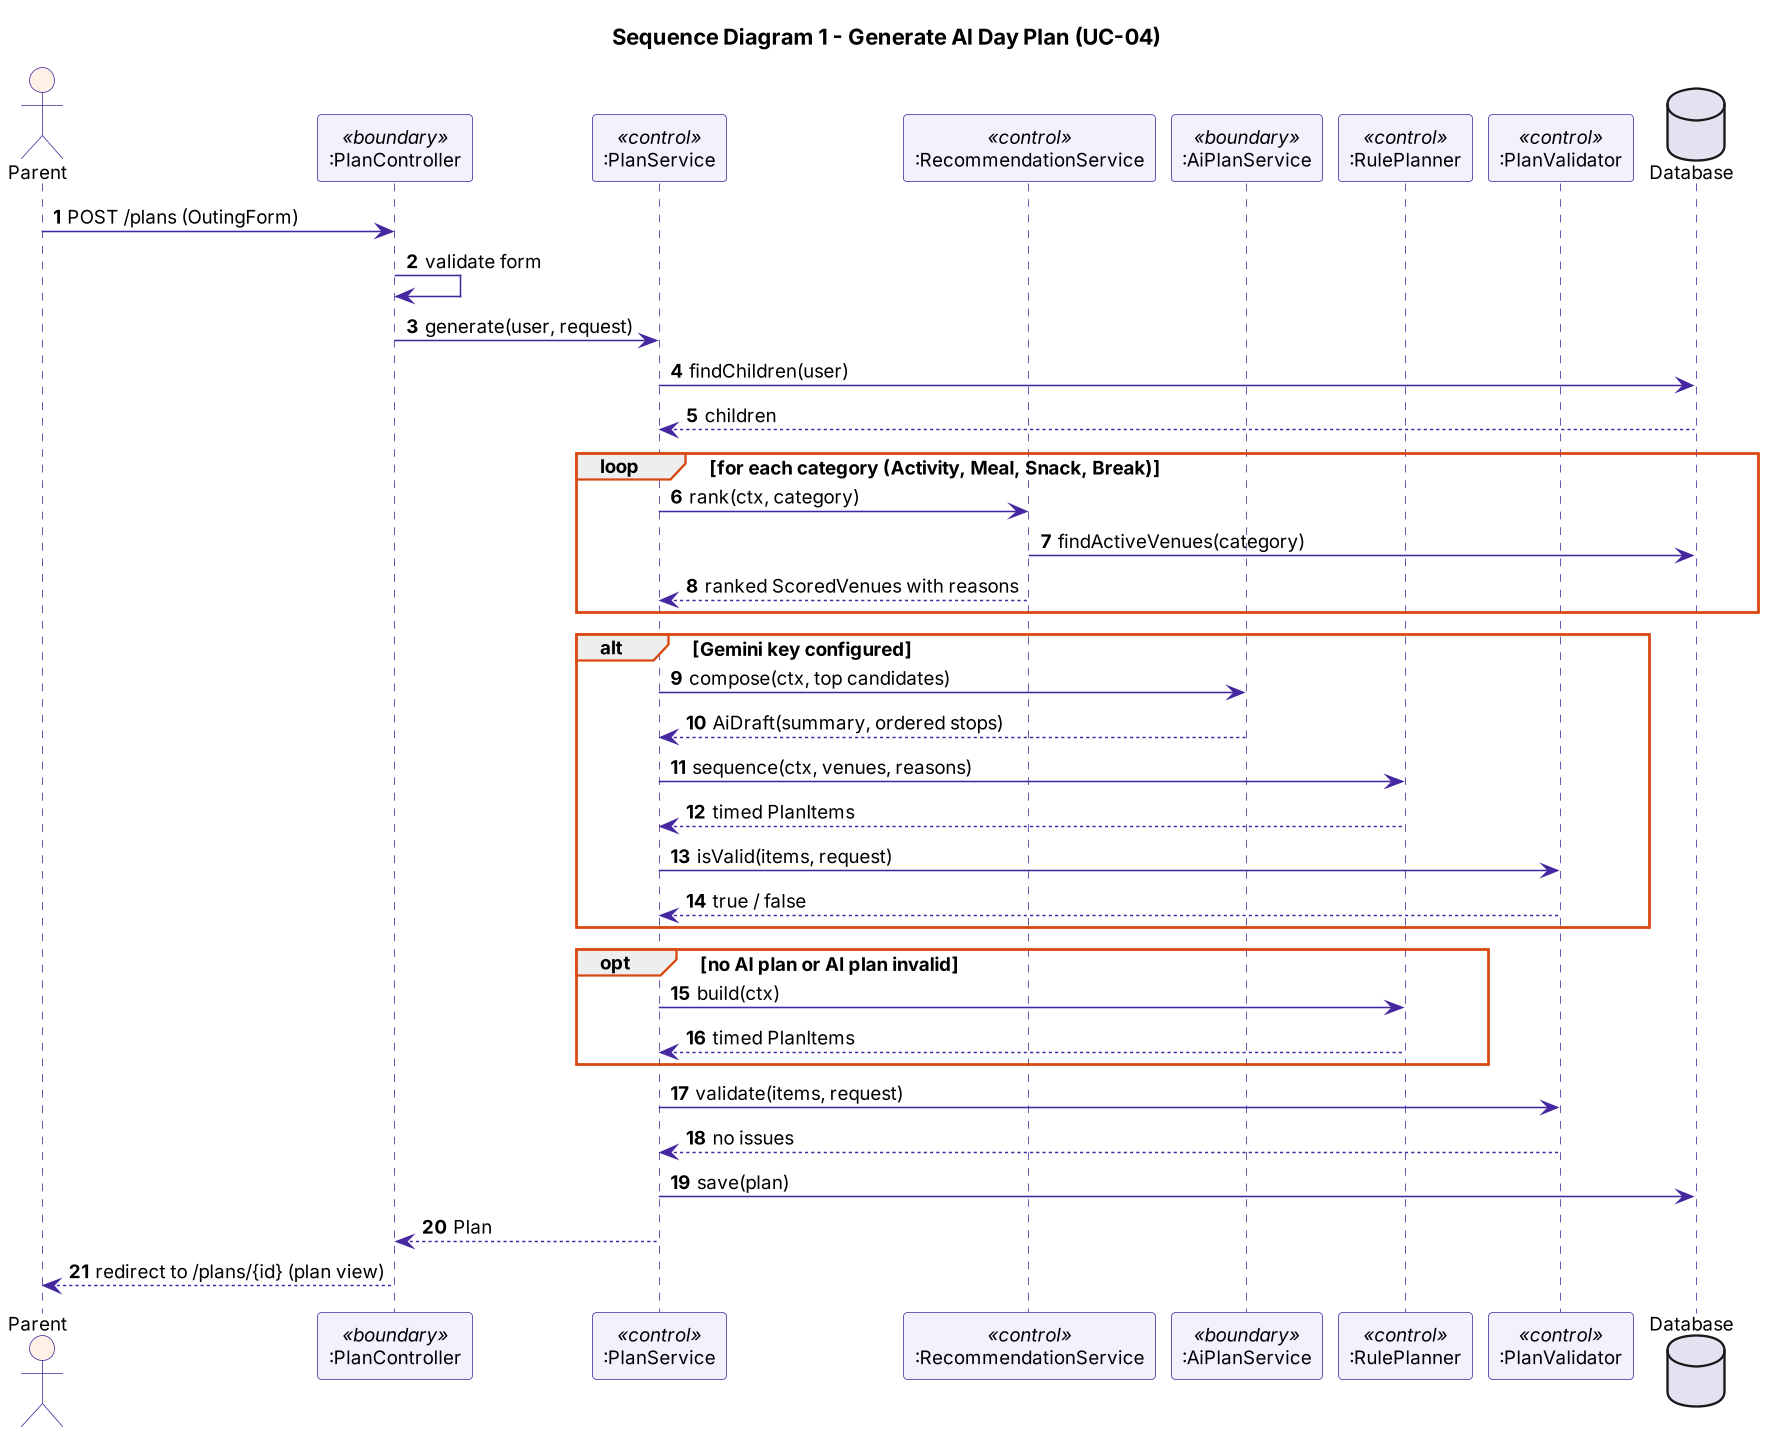 Sequence Diagram 1 - Generate AI Day Plan (UC-04)
Parent
«boundary»
:PlanController
«control»
:PlanService
«control»
:RecommendationService
«boundary»
:AiPlanService
«control»
:RulePlanner
«control»
:PlanValidator
Database
1 POST /plans (OutingForm)
2 validate form
3 generate(user, request)
4 findChildren(user)
5 children
loop [for each category (Activity, Meal, Snack, Break)]
6 rank(ctx, category)
7 findActiveVenues(category)
8 ranked ScoredVenues with reasons
alt [Gemini key configured]
9 compose(ctx, top candidates)
10 AiDraft(summary, ordered stops)
11 sequence(ctx, venues, reasons)
12 timed PlanItems
13 isValid(items, request)
14 true / false
opt [no AI plan or AI plan invalid]
15 build(ctx)
16 timed PlanItems
17 validate(items, request)
18 no issues
19 save(plan)
20 Plan
21 redirect to /plans/{id} (plan view)
Parent
«boundary»
:PlanController
«control»
:PlanService
«control»
:RecommendationService
«boundary»
:AiPlanService
«control»
:RulePlanner
«control»
:PlanValidator
Database